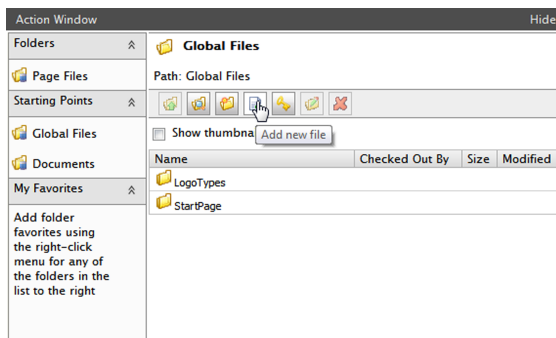 Action Window
Hide
Folders
Page Files
Starting Points
Global Files
Documents
My Favorites
Add folder
favorites using
the right-click
menu for any of
the folders in the
list to the right
Global Files
Path: Global Files
Add new file
Show thumbna
Name Checked Out By Size Modified
LogoTypes
StartPage